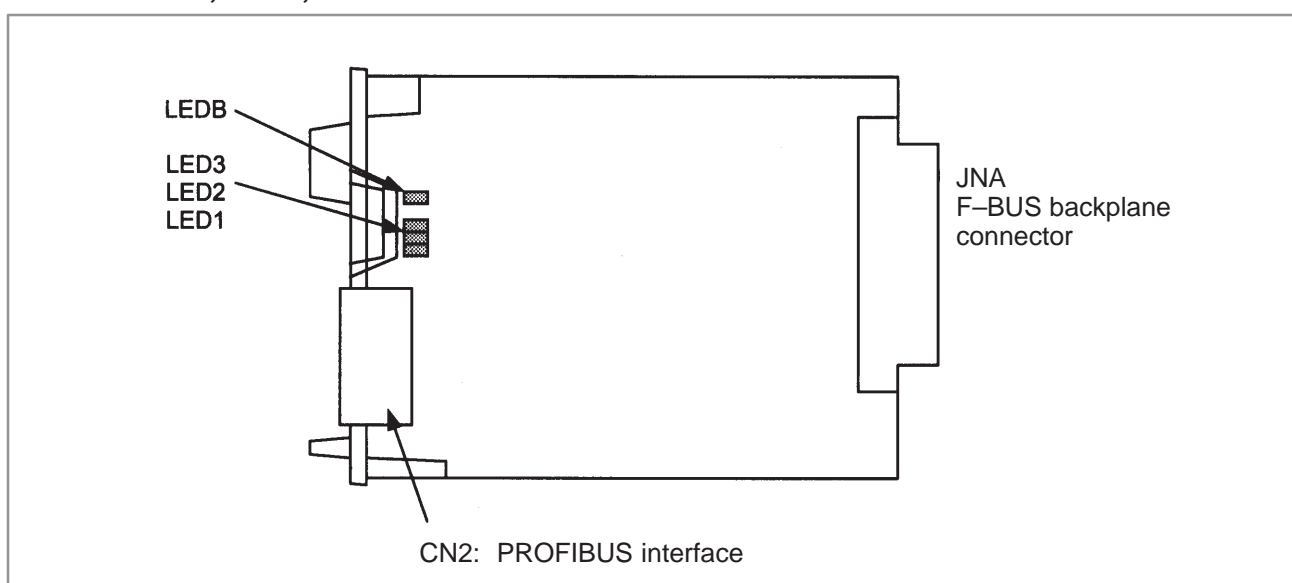 LEDB
LED3
LED2
LED1
JNA
F–BUS backplane
connector
CN2: PROFIBUS interface